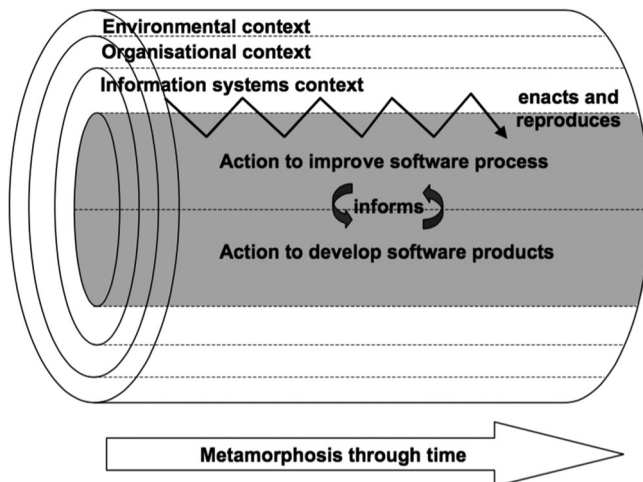 Environmental context
Organisational context
Information systems context
enacts and
reproduces
Action to improve software process
informs
Action to develop software products
Metamorphosis through time